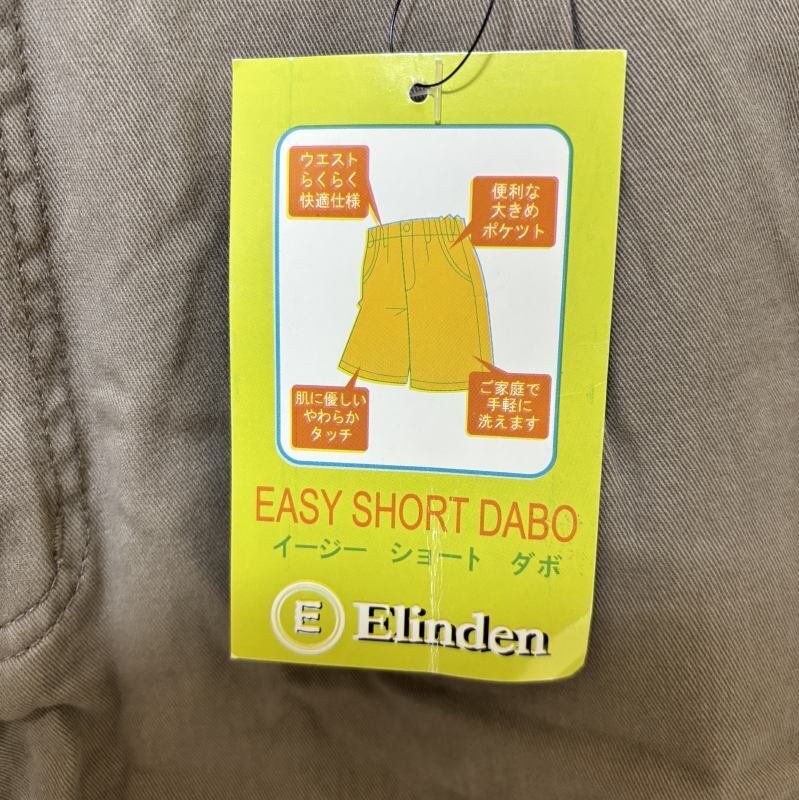 ウエスト
らくらく
快適仕様
便利な
大きめ
ポケツト
肌に優しい
やわらか
タッチ
ご家庭で
手軽に
洗えます
EASY SHORT DABO
イージー ショート ダボ
E Elinden